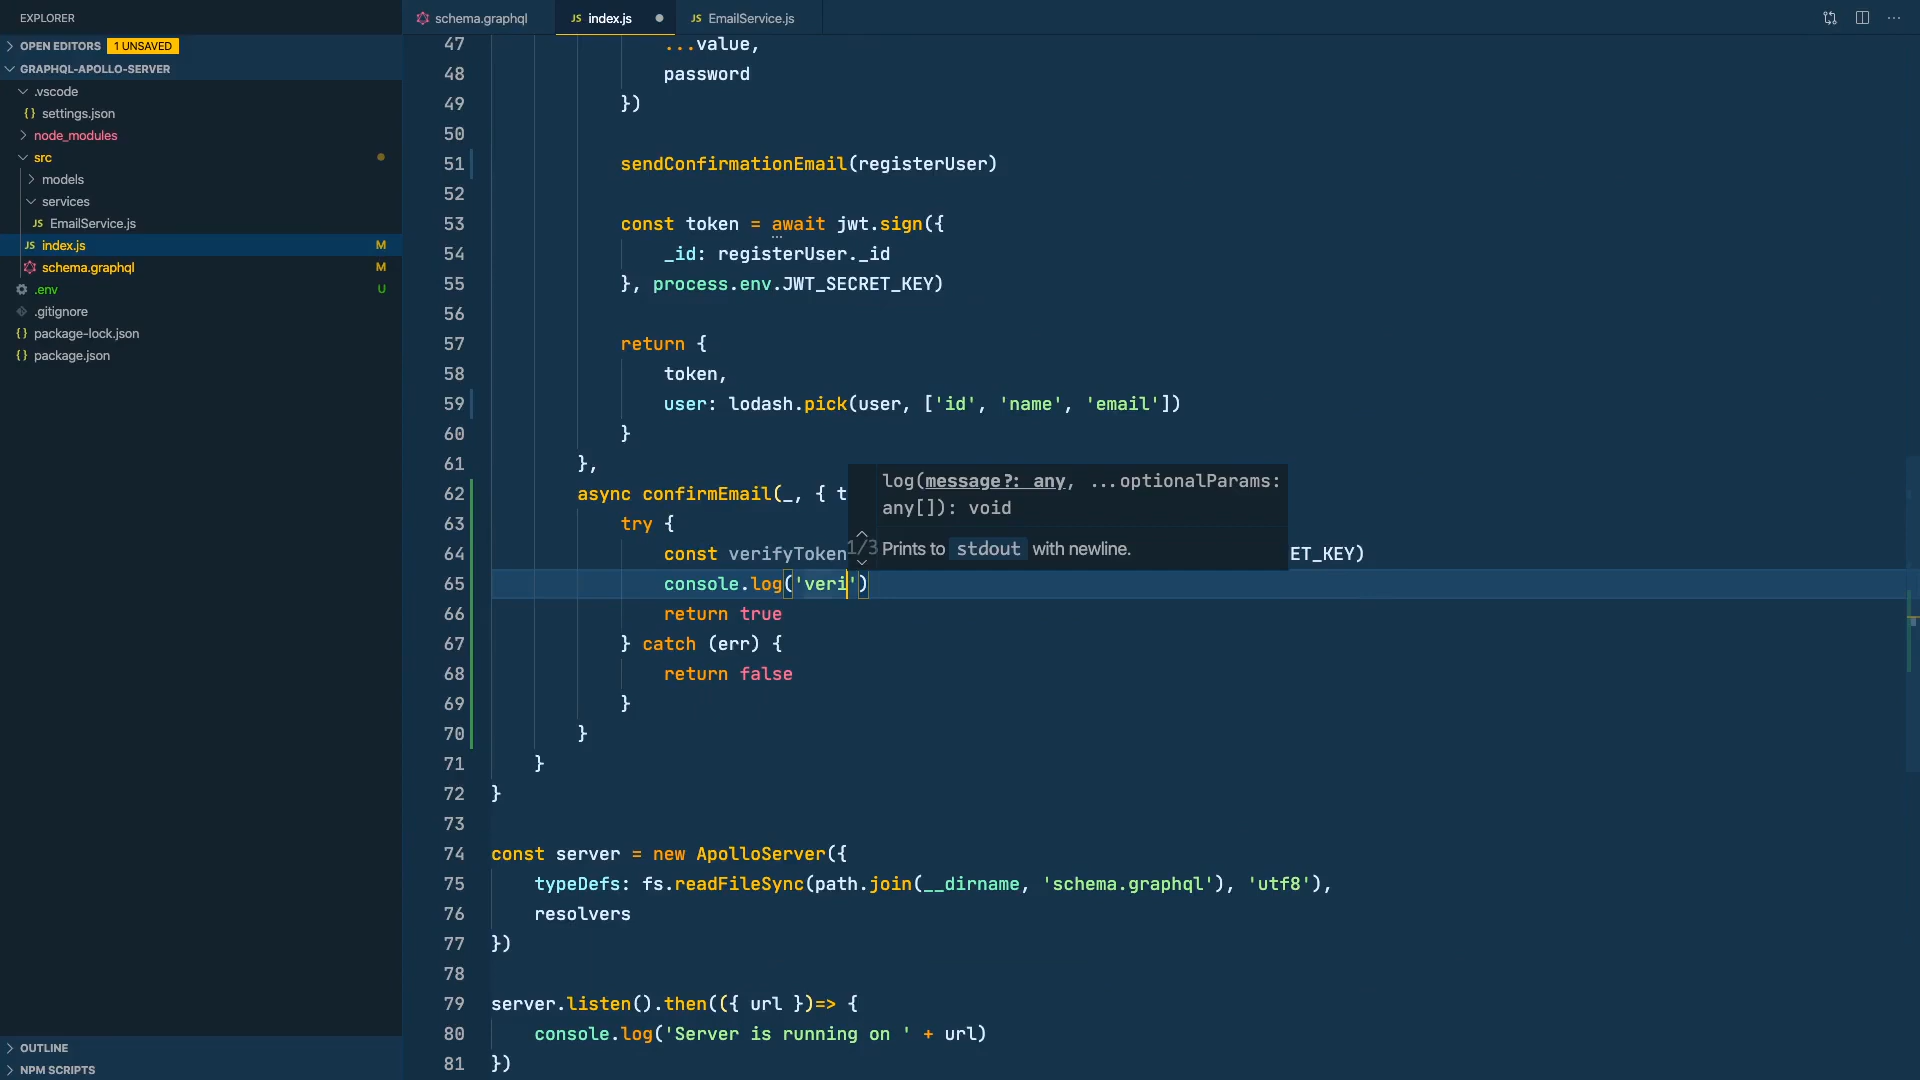 EXPLORER
OPEN EDITORS 1 UNSAVED
GRAPHQL-APOLLO-SERVER
.vscode
{} settings.json
node_modules
src
models
services
JS EmailService.js
JS index.js M
schema.graphql M
.env U
.gitignore
{} package-lock.json
{} package.json
OUTLINE
NPM SCRIPTS
schema.graphql
JS index.js
JS EmailService.js
...
47 ...value,
48 password
49 })
50
51 sendConfirmationEmail(registerUser)
52
53 const token = await jwt.sign({
54 _id: registerUser._id
55 }, process.env.JWT_SECRET_KEY)
56
57 return {
58 token,
59 user: lodash.pick(user, ['id', 'name', 'email'])
60 }
61 },
62 async confirmEmail(_, { t
63 try {
64 const verifyToken ET_KEY)
65 console.log('veri')
66 return true
67 } catch (err) {
68 return false
69 }
70 }
71 }
72 }
73
74 const server = new ApolloServer({
75 typeDefs: fs.readFileSync(path.join(__dirname, 'schema.graphql'), 'utf8'),
76 resolvers
77 })
78
79 server.listen().then(({ url })=> {
80 console.log('Server is running on ' + url)
81 })
log(message?: any, ...optionalParams:
any[]): void
1/3 Prints to stdout with newline.